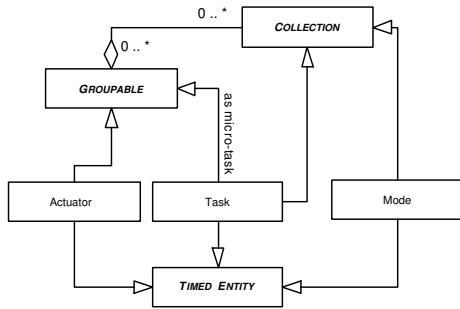 0 .. *
COLLECTION
0 .. *
GROUPABLE
as micro-task
Actuator
Task
Mode
TIMED ENTITY